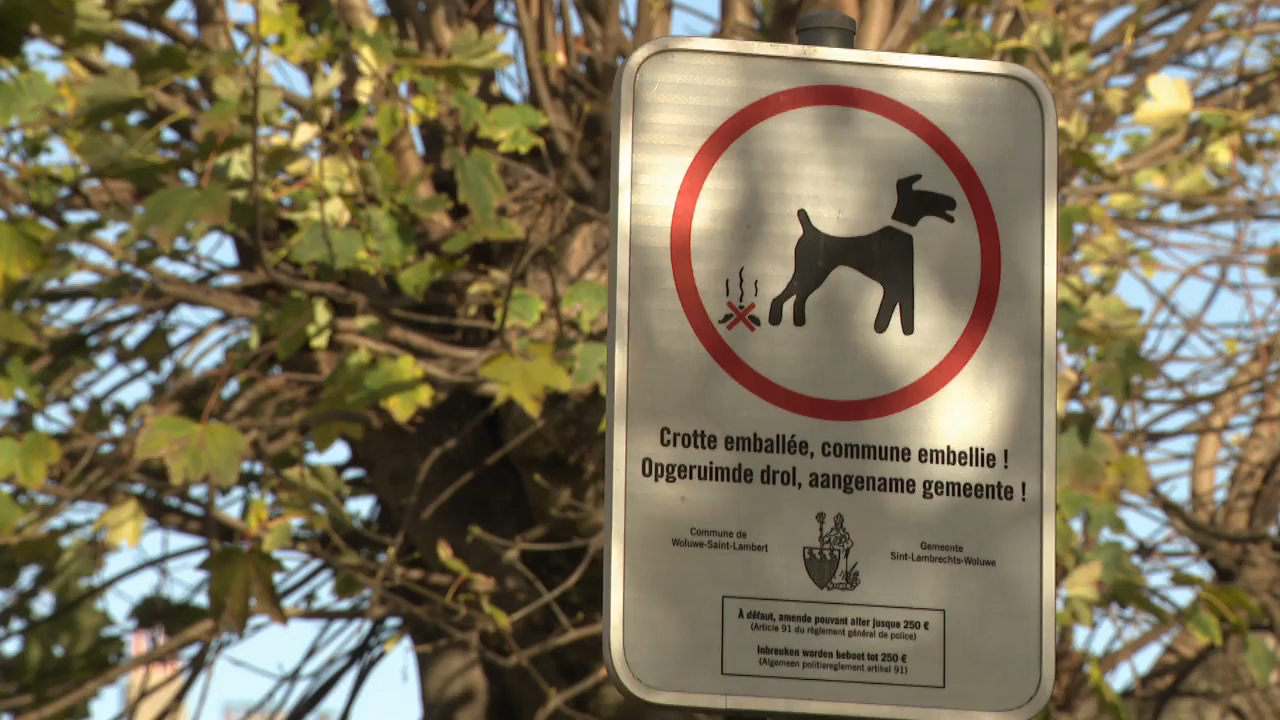 Crotte emballée, commune embellie !
Opgeruimde drol, aangename gemeente !
Commune de
Woluwe-Saint-Lambert
Gemeente
Sint-Lambrechts-Woluwe
À défaut, amende pouvant aller jusque 250 €
(Article 91 du règlement général de police)
Inbreuken worden beboet tot 250 €
(Algemeen politiereglement artikel 91)